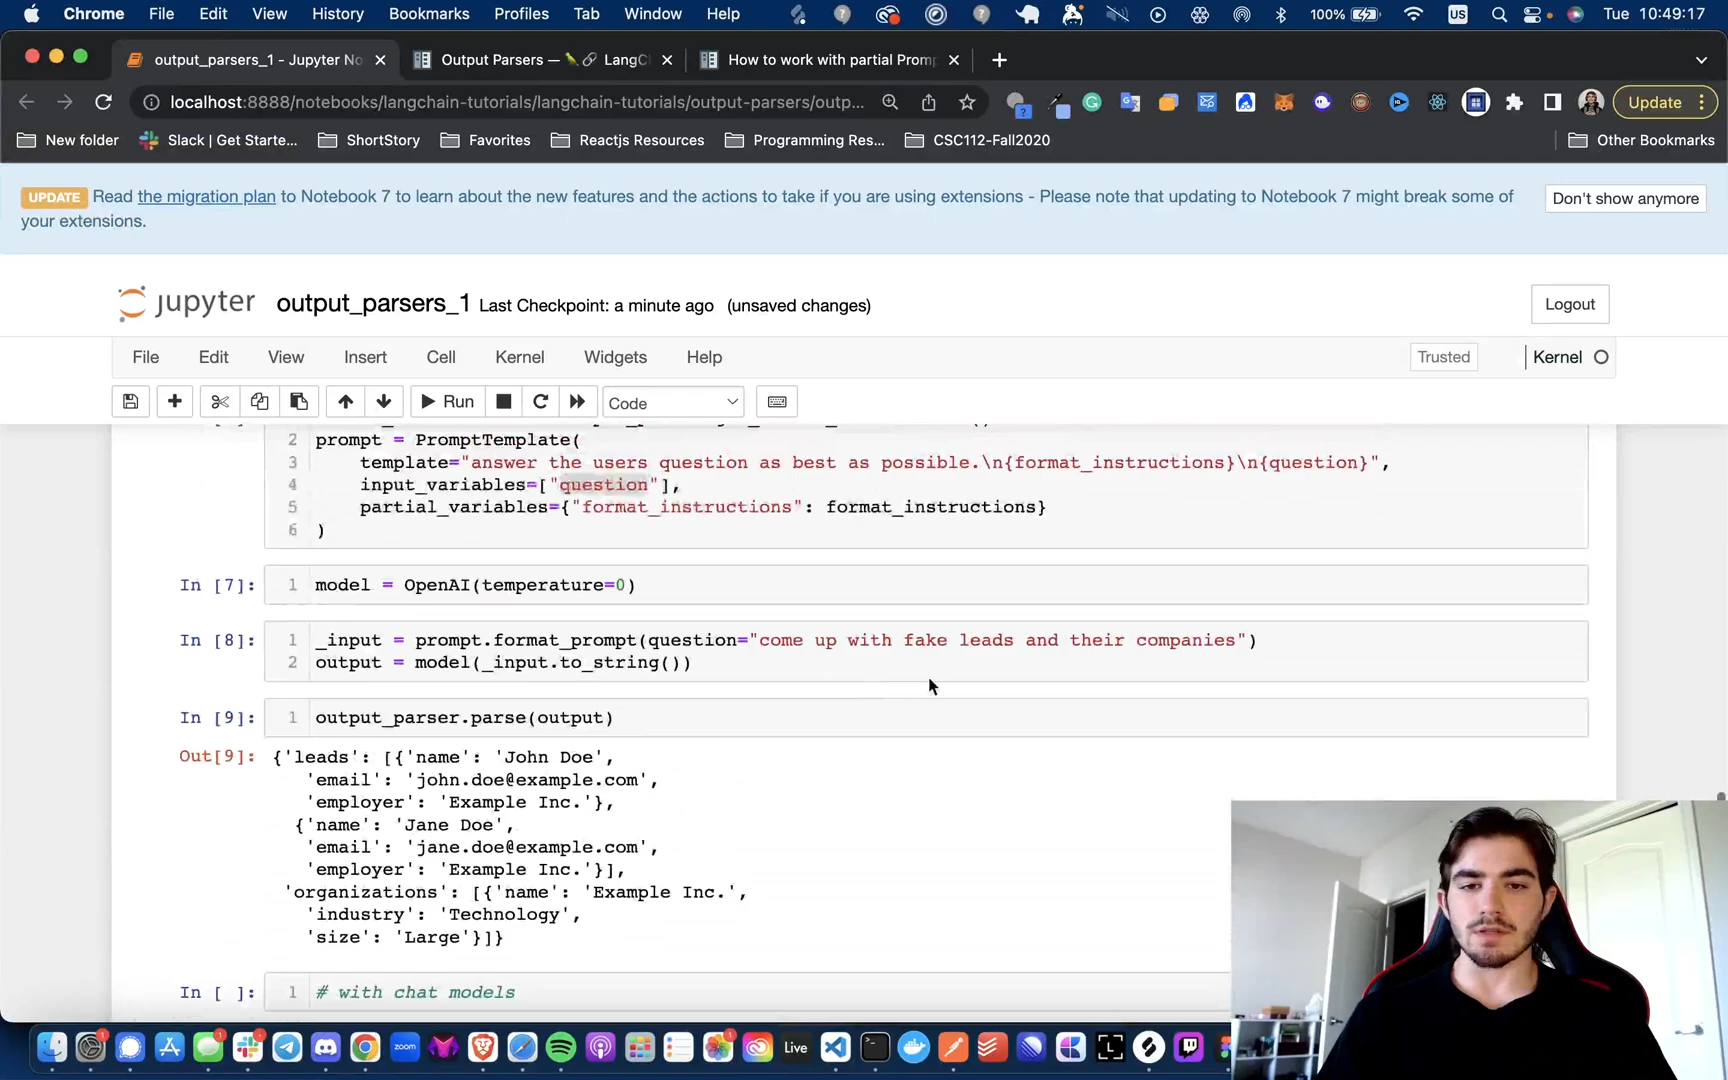 Chrome File Edit View History Bookmarks Profiles Tab Window Help 100% US Tue 10:49:17
output_parsers_1 - Jupyter No Output Parsers — LangC How to work with partial Prom
localhost:8888/notebooks/langchain-tutorials/langchain-tutorials/output-parsers/outp... Update
New folder Slack | Get Starte... ShortStory Favorites Reactjs Resources Programming Res... CSC112-Fall2020 Other Bookmarks
UPDATE Read the migration plan to Notebook 7 to learn about the new features and the actions to take if you are using extensions - Please note that updating to Notebook 7 might break some of
your extensions.
Don't show anymore
jupyter output_parsers_1 Last Checkpoint: a minute ago (unsaved changes) Logout
File Edit View Insert Cell Kernel Widgets Help Trusted Kernel
Run Code
2 prompt = PromptTemplate(
3 template="answer the users question as best as possible.\n{format_instructions}\n{question}",
4 input_variables=["question"],
5 partial_variables={"format_instructions": format_instructions}
6 )
In [7]: 1 model = OpenAI(temperature=0)
In [8]: 1 _input = prompt.format_prompt(question="come up with fake leads and their companies")
2 output = model(_input.to_string())
In [9]: 1 output_parser.parse(output)
Out[9]: {'leads': [{'name': 'John Doe',
'email': 'john.doe@example.com',
'employer': 'Example Inc.'},
{'name': 'Jane Doe',
'email': 'jane.doe@example.com',
'employer': 'Example Inc.'}],
'organizations': [{'name': 'Example Inc.',
'industry': 'Technology',
'size': 'Large'}]}
In [ ]: 1 # with chat models
zoom Live